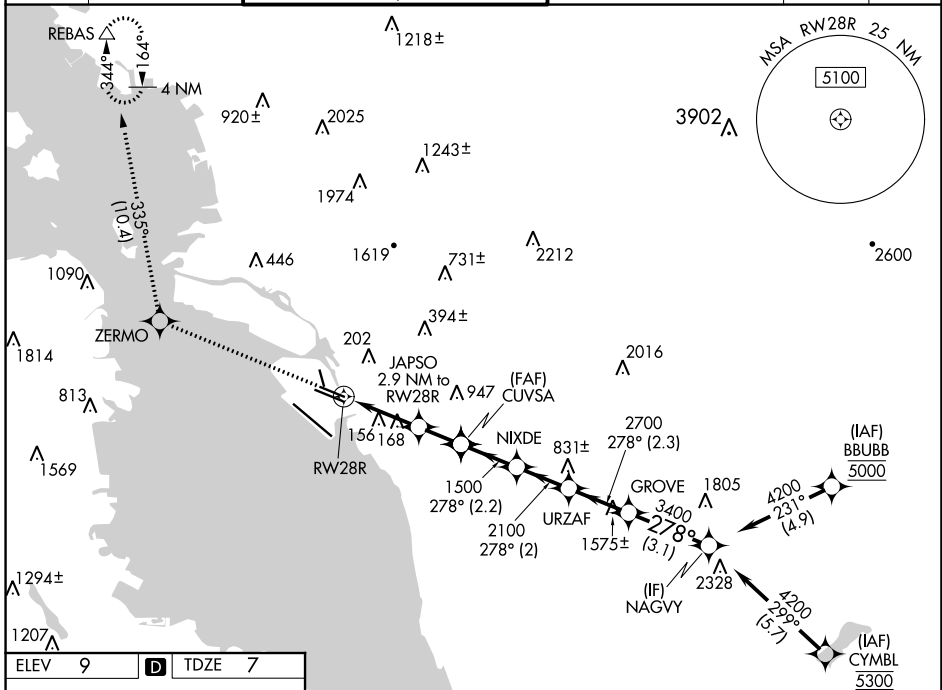 REBAS
344°
164°
4 NM
1218±
MSA RW28R 25 NM
5100
3902
920±
2025
1243±
1974
335°
(10.4)
446
1619
731±
2212
2600
1090
ZERMO
394±
1814
202
JAPSO
2.9 NM to
RW28R
2016
813
947
(FAF)
CUVSA
156
168
RW28R
NIXDE
831±
2700
278° (2.3)
1569
1500
278° (2.2)
URZAF
GROVE
1805
(IAF)
BBUBB
5000
4200
231°
(4.9)
3400
278°
(3.1)
2100
278° (2)
1575±
2328
(IF)
NAGVY
1294±
4200
299°
(5.7)
1207
(IAF)
CYMBL
5300
ELEV 9 D TDZE 7